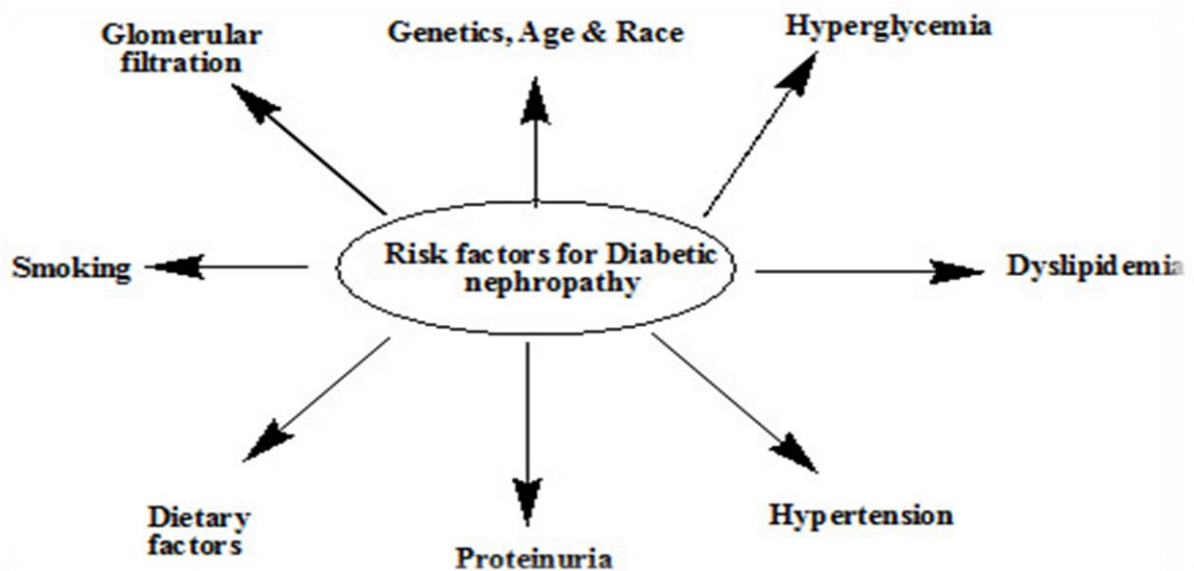 Glomerular
filtration
Genetics, Age & Race
Hyperglycemia
Risk factors for Diabetic
nephropathy
Smoking
Dyslipidemia
Dietary
factors
Proteinuria
Hypertension